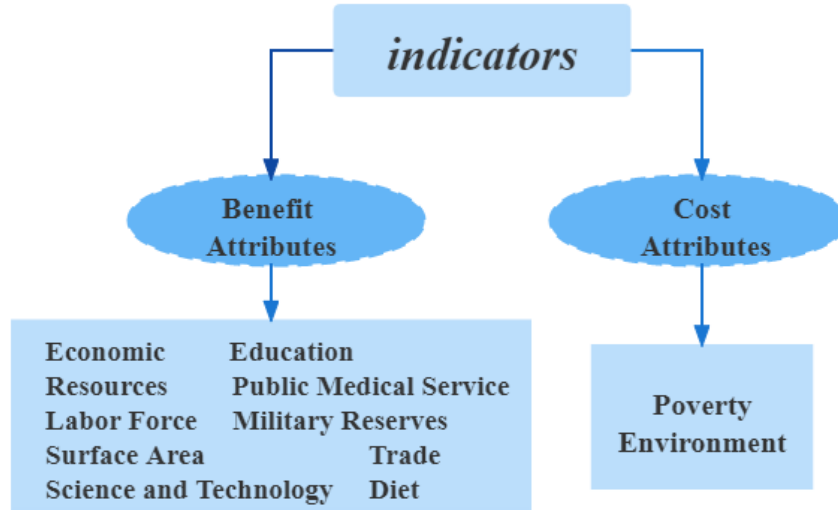 indicators
Benefit
Attributes
Cost
Attributes
Economic Education
Resources Public Medical Service
Labor Force Military Reserves
Surface Area Trade
Science and Technology Diet
Poverty
Environment